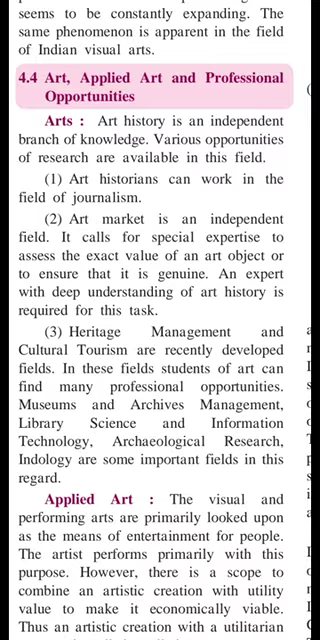 seems to be constantly expanding. The
same phenomenon is apparent in the field
of Indian visual arts.
4.4 Art, Applied Art and Professional
Opportunities
Arts : Art history is an independent
branch of knowledge. Various opportunities
of research are available in this field.
(1) Art historians can work in the
field of journalism.
(2) Art market is an independent
field. It calls for special expertise to
assess the exact value of an art object or
to ensure that it is genuine. An expert
with deep understanding of art history is
required for this task.
(3) Heritage Management and
Cultural Tourism are recently developed
fields. In these fields students of art can
find many professional opportunities.
Museums and Archives Management,
Library Science and Information
Technology, Archaeological Research,
Indology are some important fields in this
regard.
Applied Art : The visual and
performing arts are primarily looked upon
as the means of entertainment for people.
The artist performs primarily with this
purpose. However, there is a scope to
combine an artistic creation with utility
value to make it economically viable.
Thus an artistic creation with a utilitarian